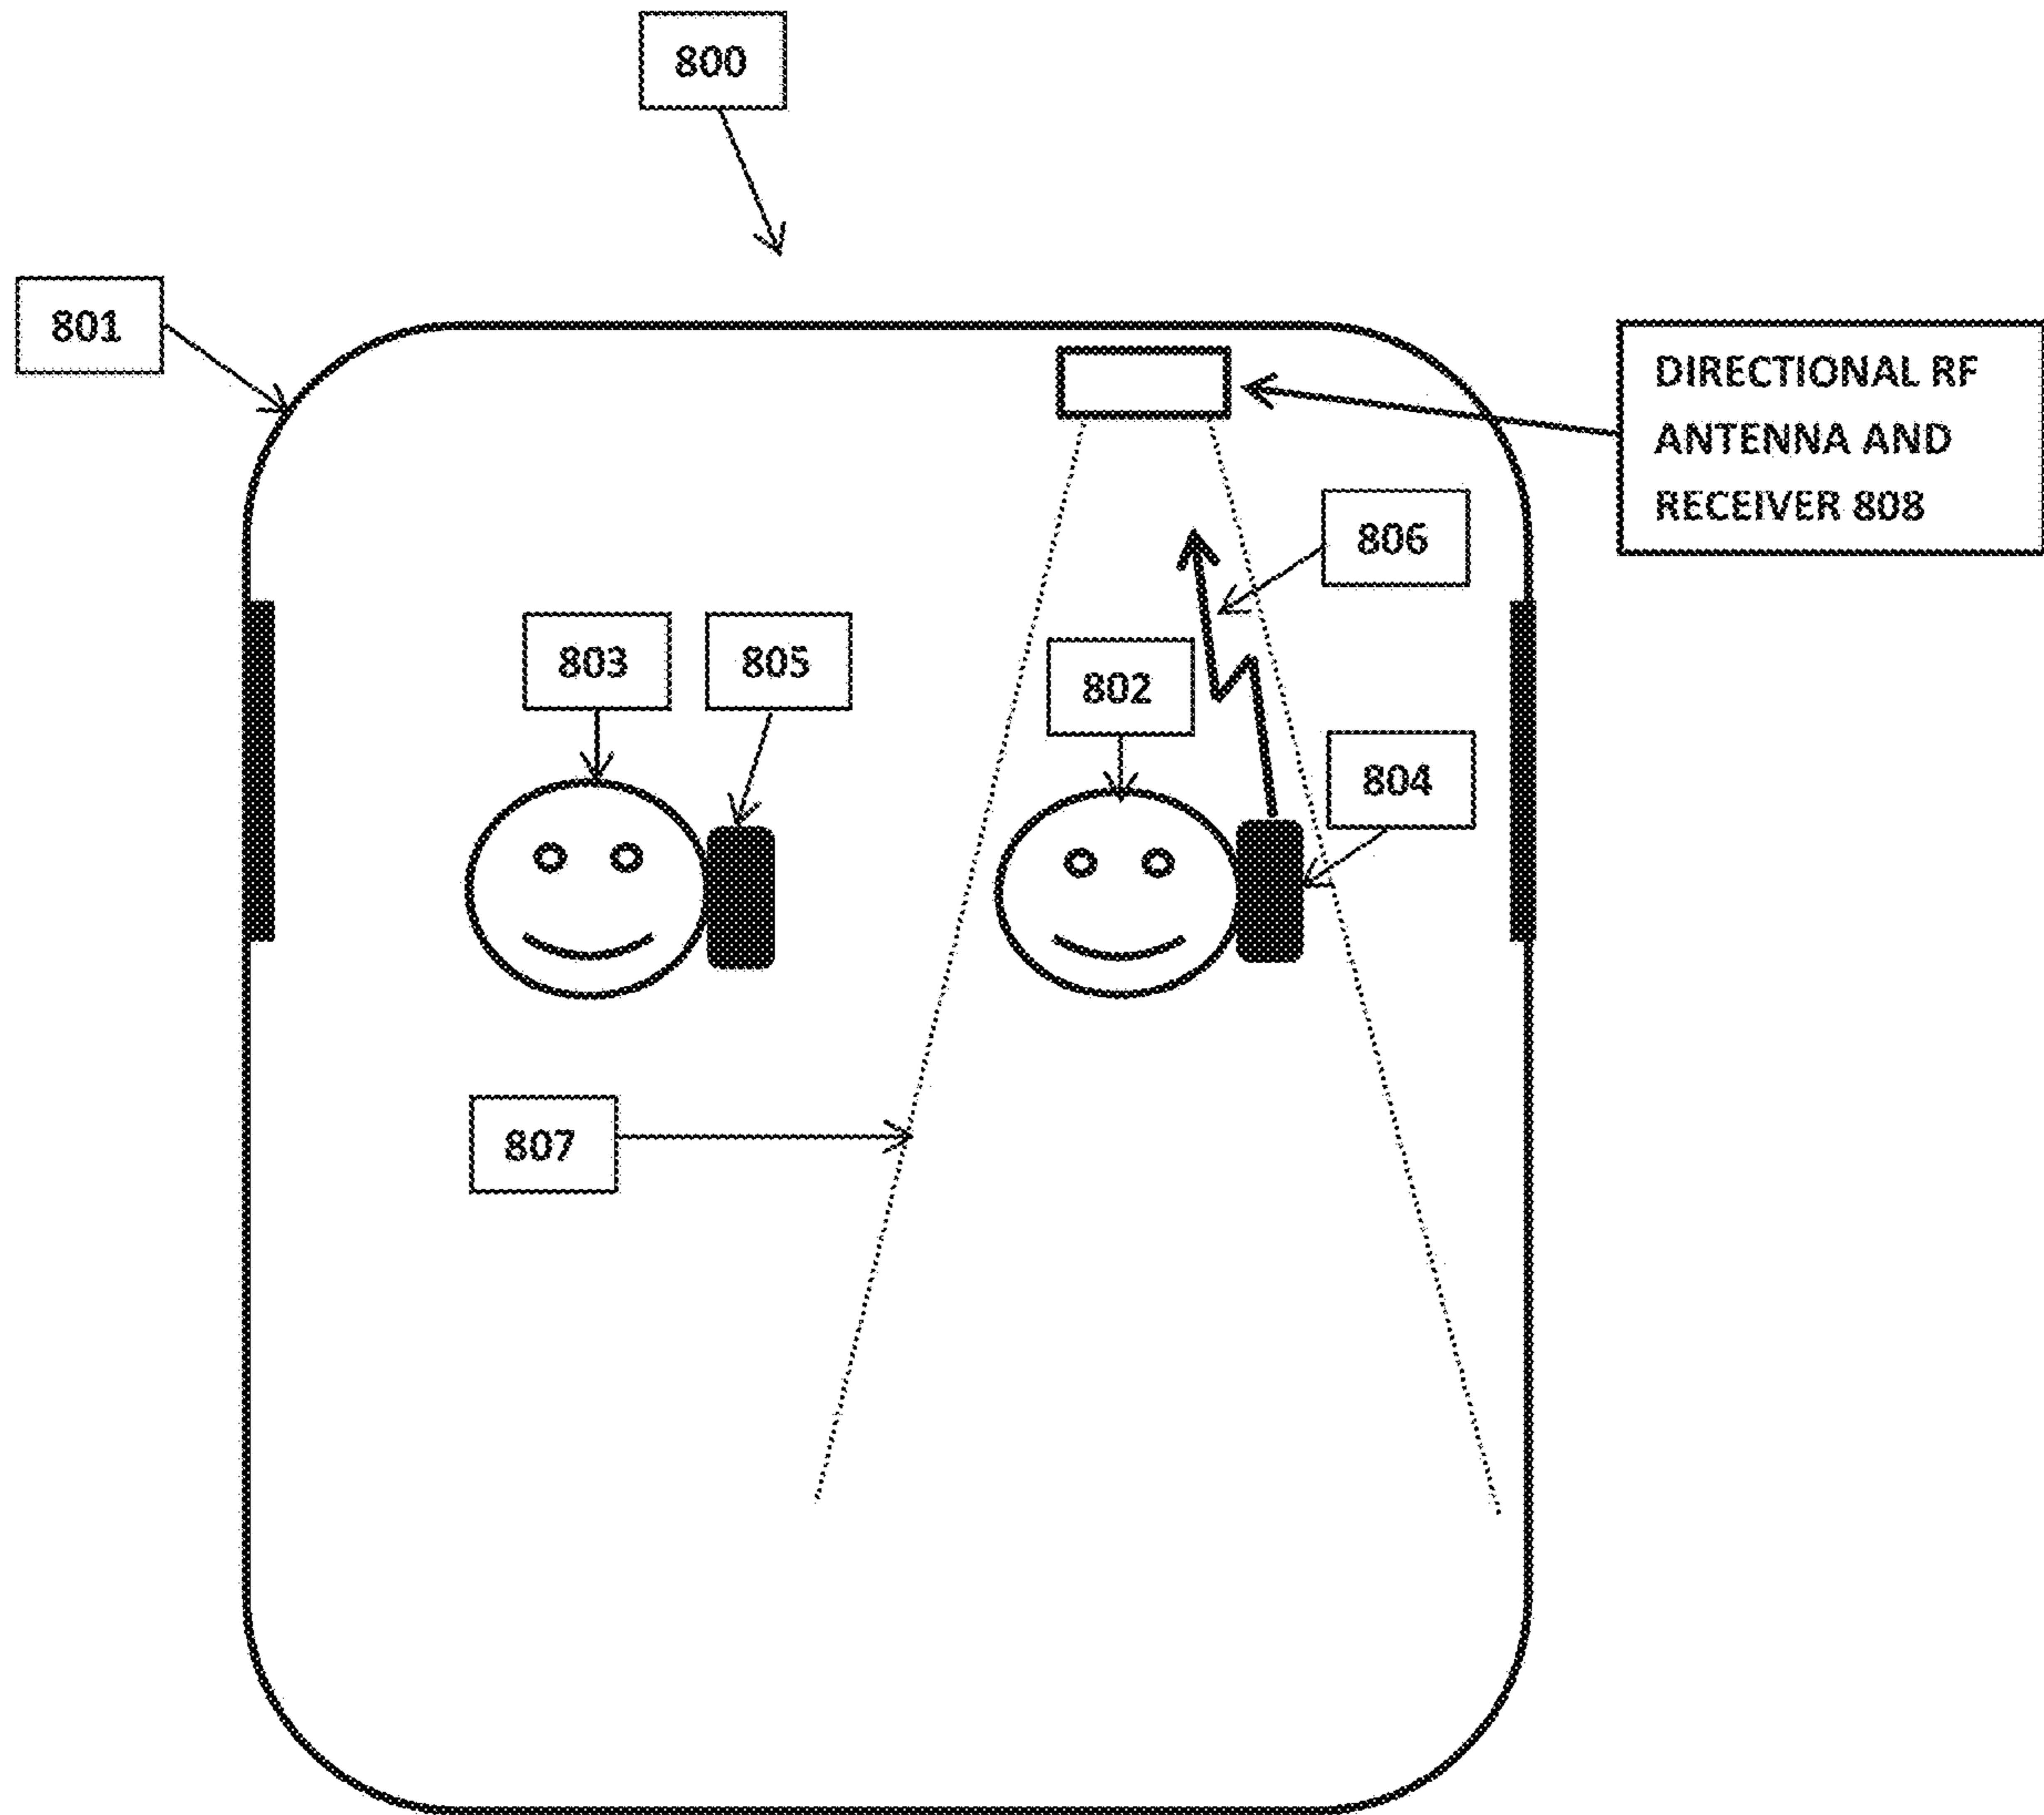 800
801
DIRECTIONAL RF
ANTENNA AND
RECEIVER 808
806
803
805
802
804
807